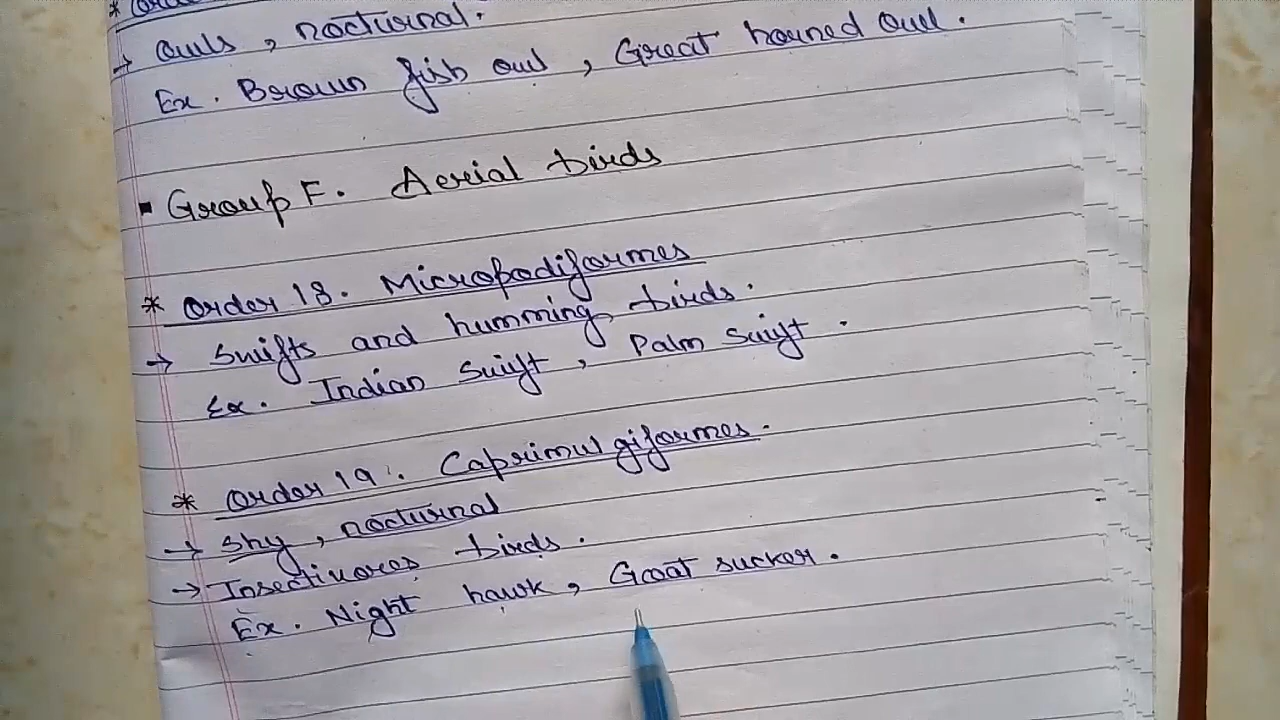 → Owls, nocturnal.
Ex. Brown fish owl, Great horned owl.
▪ Group F. Aerial birds
* Order 18. Micropodiformes
→ Swifts and humming birds.
Ex. Indian swift, Palm swift.
* Order 19. Caprimulgiformes.
→ Shy, nocturnal
→ Insectivores birds.
Ex. Night hawk, Goat sucker.